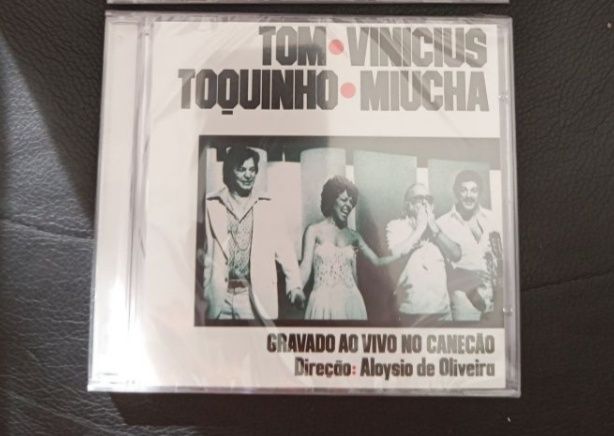 TOM • VINICIUS
TOQUINHO • MIUCHA
GRAVADO AO VIVO NO CANECÃO
Direção: Aloysio de Oliveira